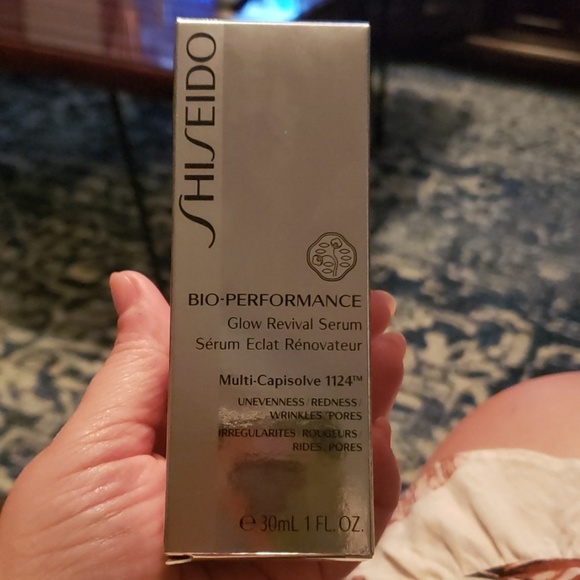 SHISEIDO
BIO-PERFORMANCE
Glow Revival Serum
Sérum Eclat Rénovateur
Multi-Capisolve 1124™
UNEVENNESS/REDNESS/
WRINKLES/PORES
IRREGULARITES/ROUGEURS/
RIDES/PORES
℮ 30mL 1 FL.OZ.